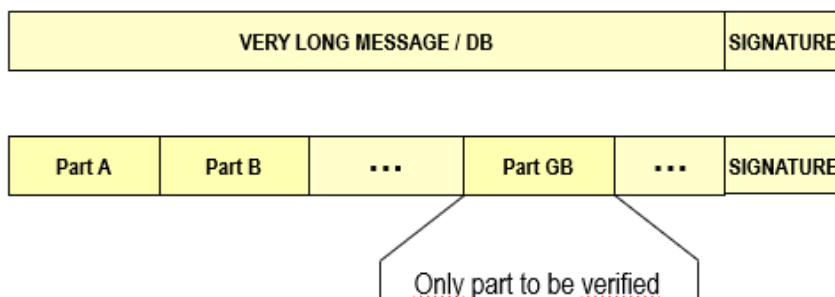 VERY LONG MESSAGE / DB SIGNATURE
Part A Part B ... Part GB ... SIGNATURE
Only part to be verified